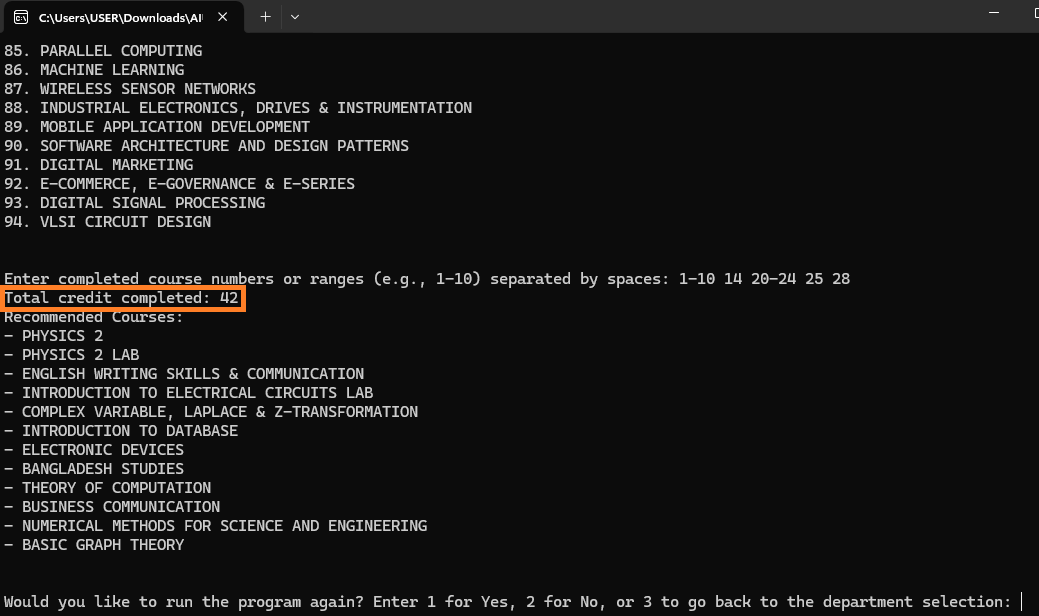 C:\Users\USER\Downloads\AI
85. PARALLEL COMPUTING
86. MACHINE LEARNING
87. WIRELESS SENSOR NETWORKS
88. INDUSTRIAL ELECTRONICS, DRIVES & INSTRUMENTATION
89. MOBILE APPLICATION DEVELOPMENT
90. SOFTWARE ARCHITECTURE AND DESIGN PATTERNS
91. DIGITAL MARKETING
92. E-COMMERCE, E-GOVERNANCE & E-SERIES
93. DIGITAL SIGNAL PROCESSING
94. VLSI CIRCUIT DESIGN
Enter completed course numbers or ranges (e.g., 1-10) separated by spaces: 1-10 14 20-24 25 28
Total credit completed: 42
Recommended Courses:
- PHYSICS 2
- PHYSICS 2 LAB
- ENGLISH WRITING SKILLS & COMMUNICATION
- INTRODUCTION TO ELECTRICAL CIRCUITS LAB
- COMPLEX VARIABLE, LAPLACE & Z-TRANSFORMATION
- INTRODUCTION TO DATABASE
- ELECTRONIC DEVICES
- BANGLADESH STUDIES
- THEORY OF COMPUTATION
- BUSINESS COMMUNICATION
- NUMERICAL METHODS FOR SCIENCE AND ENGINEERING
- BASIC GRAPH THEORY
Would you like to run the program again? Enter 1 for Yes, 2 for No, or 3 to go back to the department selection: